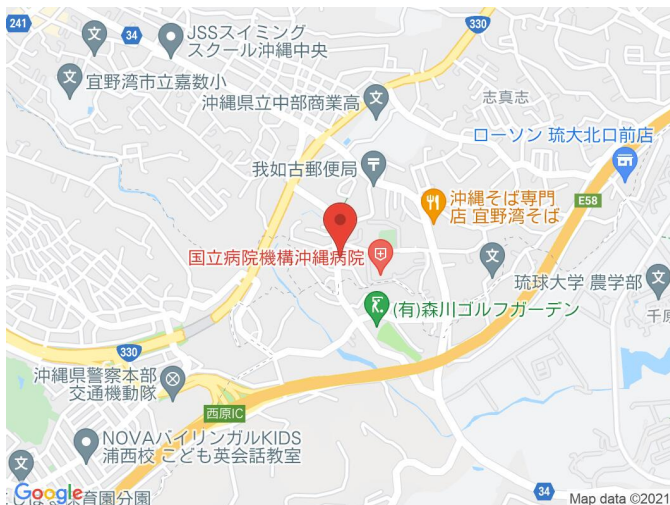 241
34
JSSスイミング
スクール沖縄中央
330
宜野湾市立嘉数小
沖縄県立中部商業高
志真志
ローソン 琉大北口前店
我如古郵便局
沖縄そば専門
店 宜野湾そば
E58
国立病院機構沖縄病院
琉球大学 農学部
(有)森川ゴルフガーデン
千原
330
沖縄県警察本部
交通機動隊
西原IC
NOVAバイリンガルKIDS
浦西校 こども英会話教室
保育園分園
34
Google
Map data ©2021